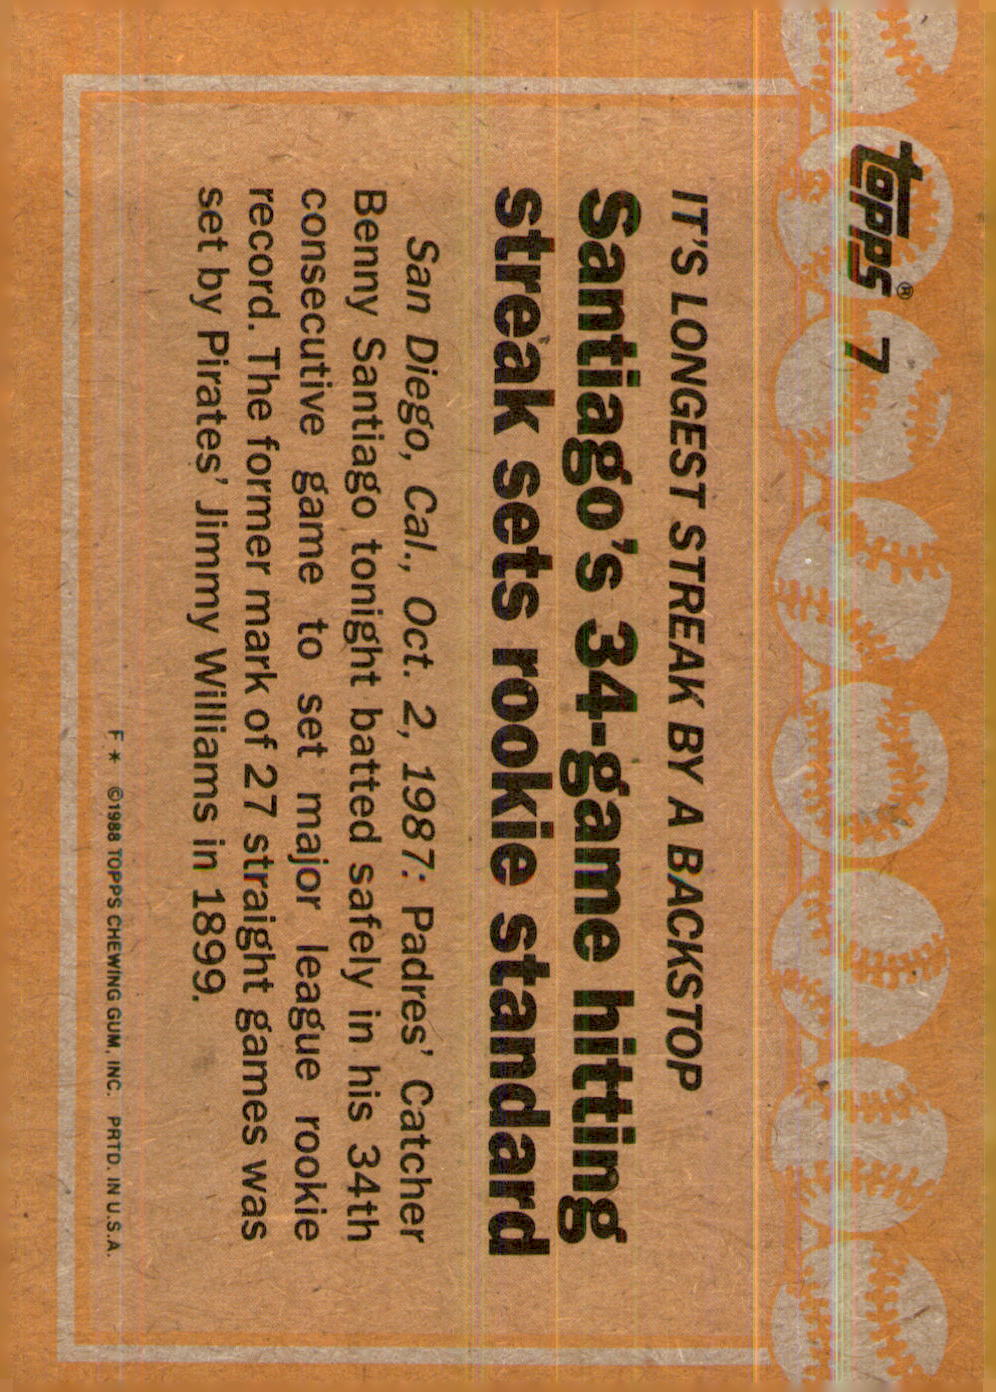 Topps® 7
IT'S LONGEST STREAK BY A BACKSTOP
Santiago's 34-game hitting
streak sets rookie standard
San Diego, Cal., Oct. 2, 1987: Padres' Catcher
Benny Santiago tonight batted safely in his 34th
consecutive game to set major league rookie
record. The former mark of 27 straight games was
set by Pirates' Jimmy Williams in 1899.
F* ©1988 TOPPS CHEWING GUM, INC. PRTD. IN U.S.A.